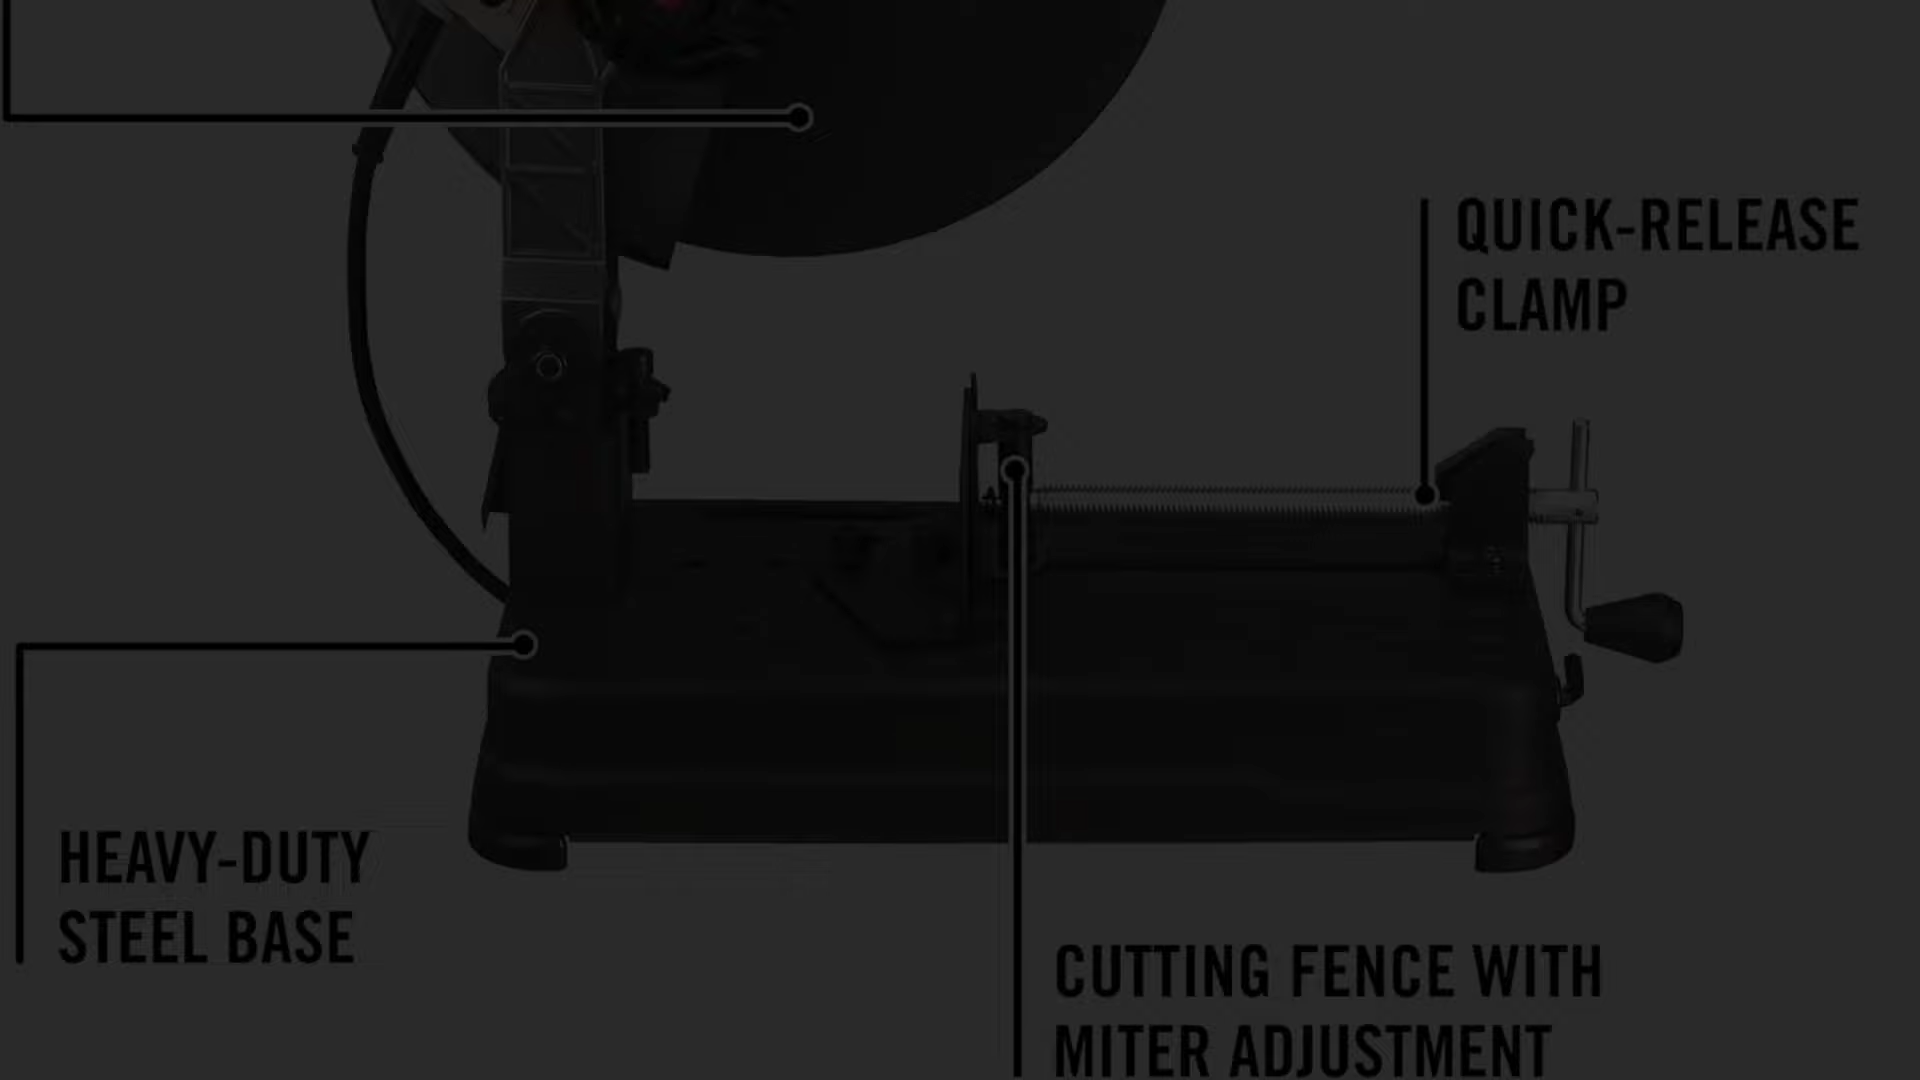 QUICK-RELEASE
CLAMP
HEAVY-DUTY
STEEL BASE
CUTTING FENCE WITH
MITER ADJUSTMENT